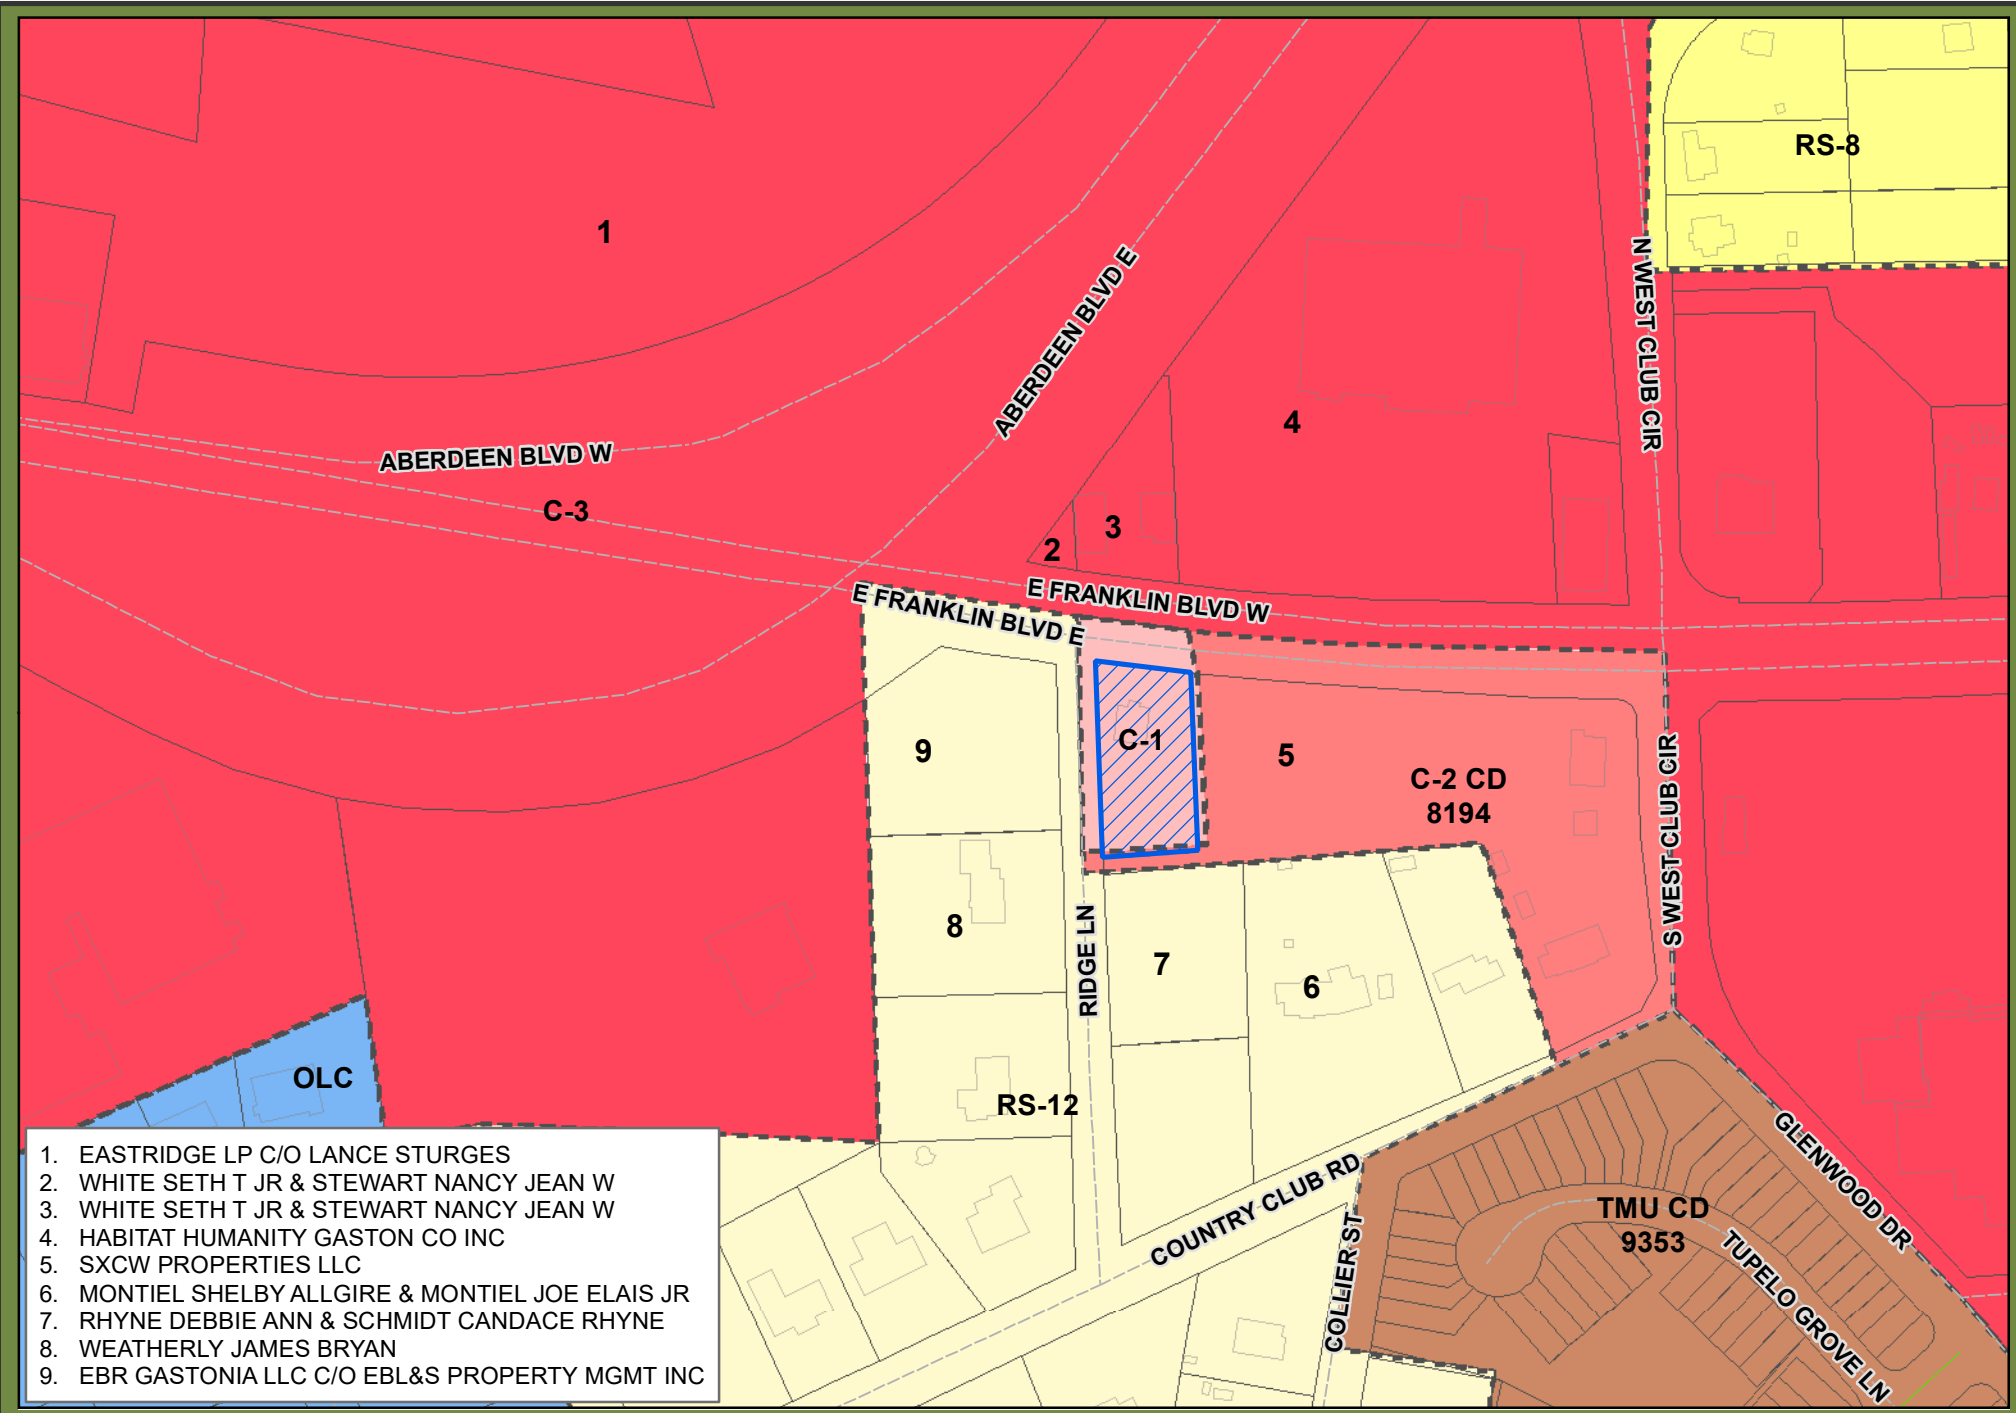 RS-8
1
N WEST CLUB CIR
ABERDEEN BLVD E
4
ABERDEEN BLVD W
C-3
3
2
E FRANKLIN BLVD W
E FRANKLIN BLVD E
9
C-1
5
C-2 CD
8194
S WEST CLUB CIR
8
7
6
RIDGE LN
OLC
RS-12
COUNTRY CLUB RD
GLENWOOD DR
TMU CD
9353
COLLIER ST
TUPELO GROVE LN
1. EASTRIDGE LP C/O LANCE STURGES
2. WHITE SETH T JR & STEWART NANCY JEAN W
3. WHITE SETH T JR & STEWART NANCY JEAN W
4. HABITAT HUMANITY GASTON CO INC
5. SXCW PROPERTIES LLC
6. MONTIEL SHELBY ALLGIRE & MONTIEL JOE ELAIS JR
7. RHYNE DEBBIE ANN & SCHMIDT CANDACE RHYNE
8. WEATHERLY JAMES BRYAN
9. EBR GASTONIA LLC C/O EBL&S PROPERTY MGMT INC